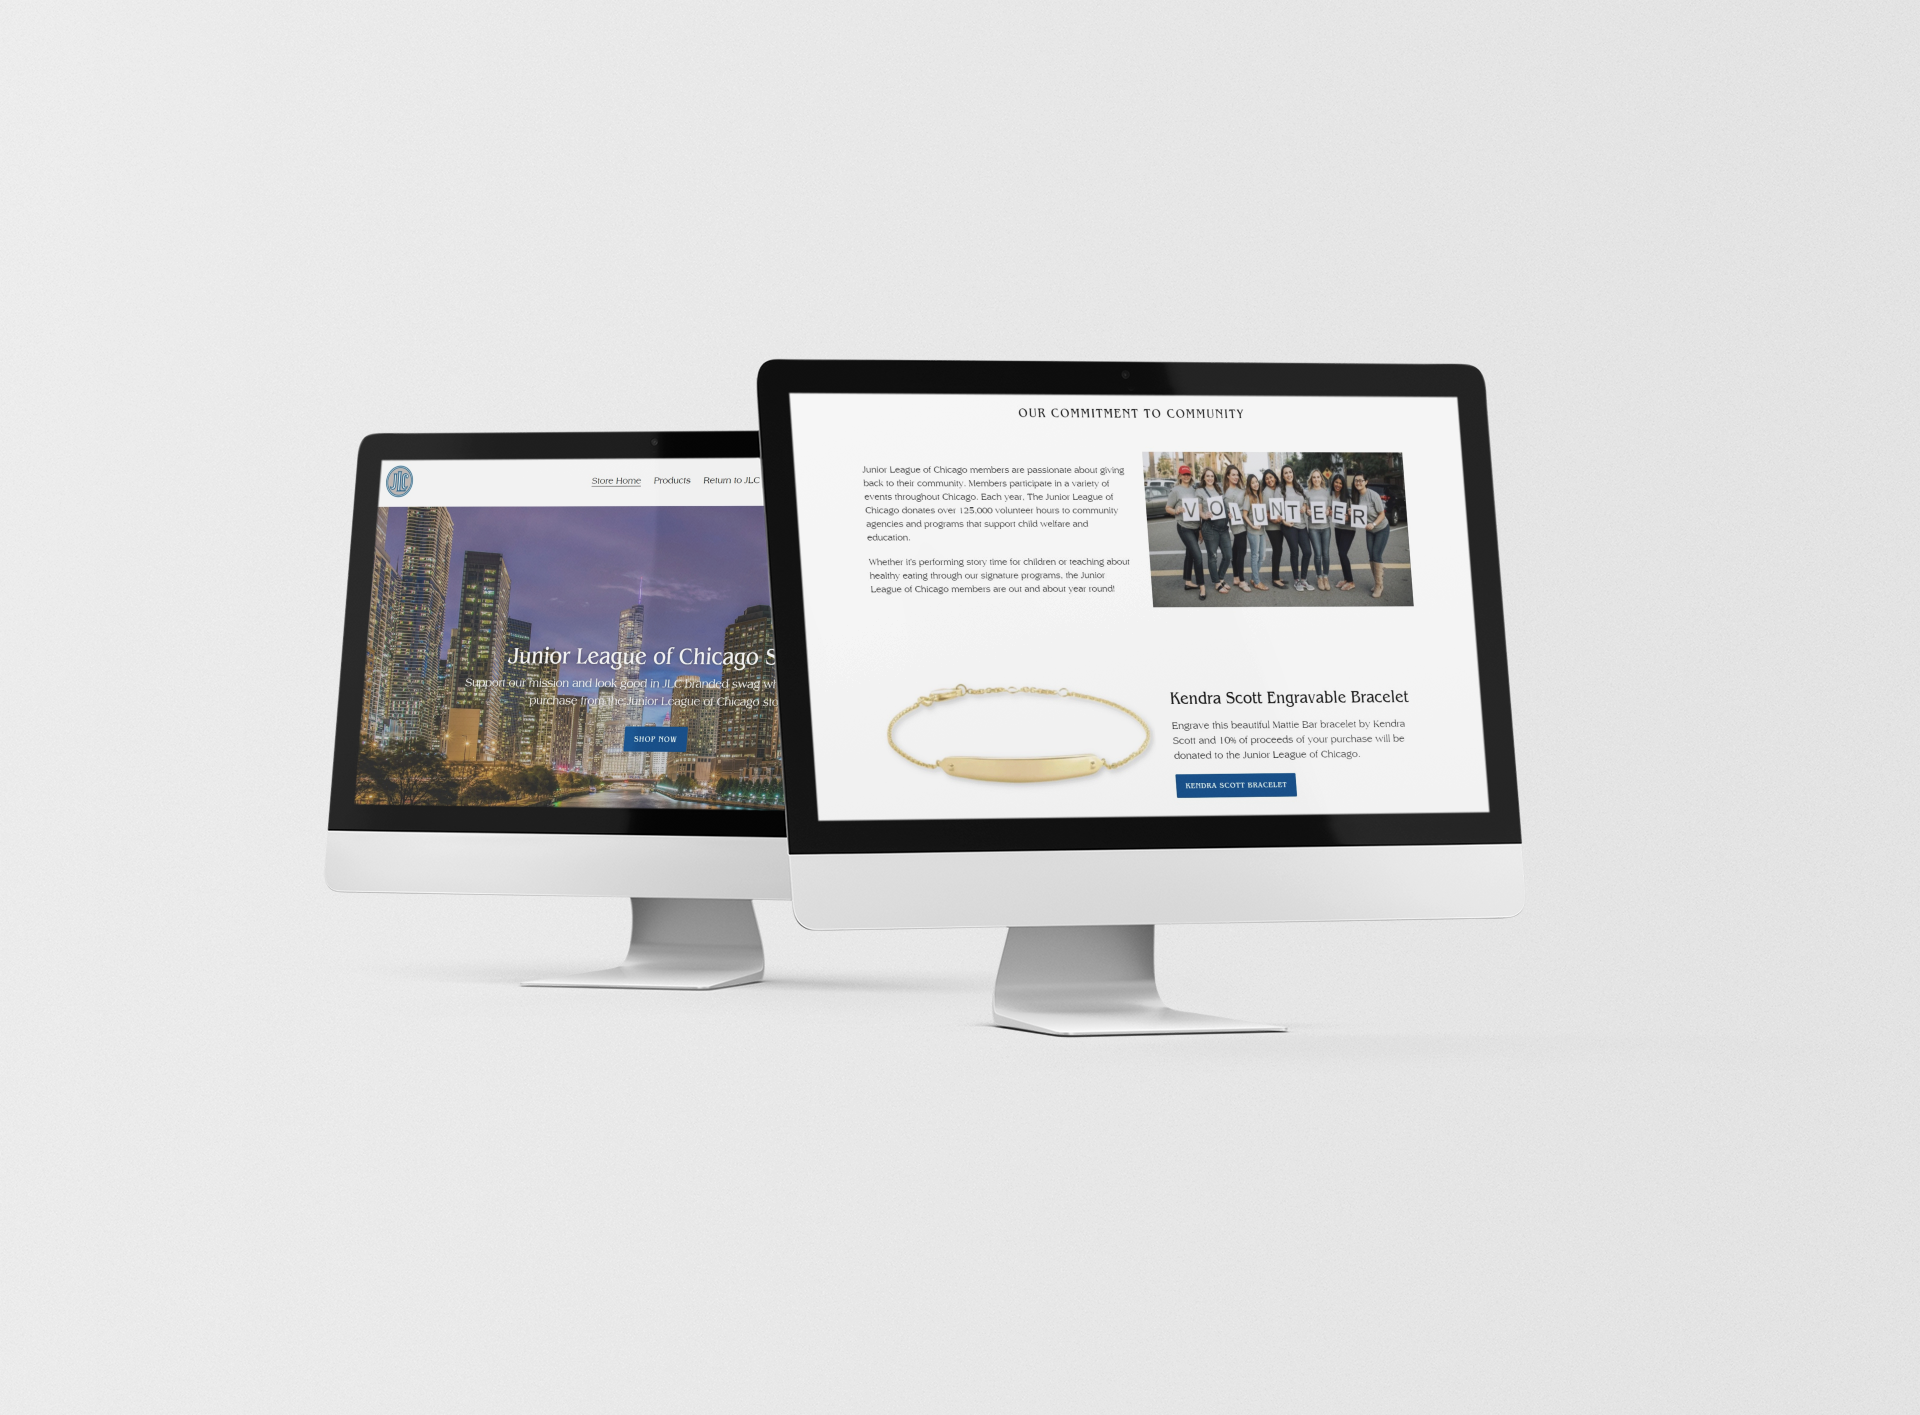 JLC
Store Home Products Return to JLC
Junior League of Chicago S
Support our mission and look good in JLC branded swag wh
purchase from the Junior League of Chicago sto
SHOP NOW
OUR COMMITMENT TO COMMUNITY
Junior League of Chicago members are passionate about giving
back to their community. Members participate in a variety of
events throughout Chicago. Each year, The Junior League of
Chicago donates over 125,000 volunteer hours to community
agencies and programs that support child welfare and
education.
Whether it's performing story time for children or teaching about
healthy eating through our signature programs, the Junior
League of Chicago members are out and about year round!
VOLUNTEER
Kendra Scott Engravable Bracelet
Engrave this beautiful Mattie Bar bracelet by Kendra
Scott and 10% of proceeds of your purchase will be
donated to the Junior League of Chicago.
KENDRA SCOTT BRACELET